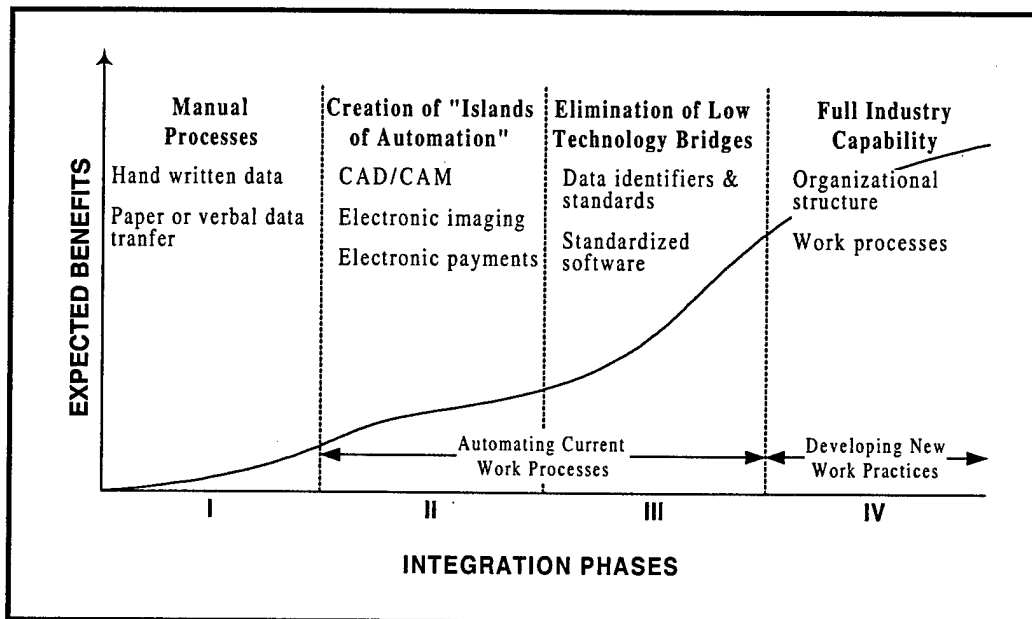 EXPECTED BENEFITS
Manual
Processes
Hand written data
Paper or verbal data
tranfer
Creation of "Islands
of Automation"
CAD/CAM
Electronic imaging
Electronic payments
Elimination of Low
Technology Bridges
Data identifiers &
standards
Standardized
software
Full Industry
Capability
Organizational
structure
Work processes
Automating Current
Work Processes
Developing New
Work Practices
I
II
III
IV
INTEGRATION PHASES